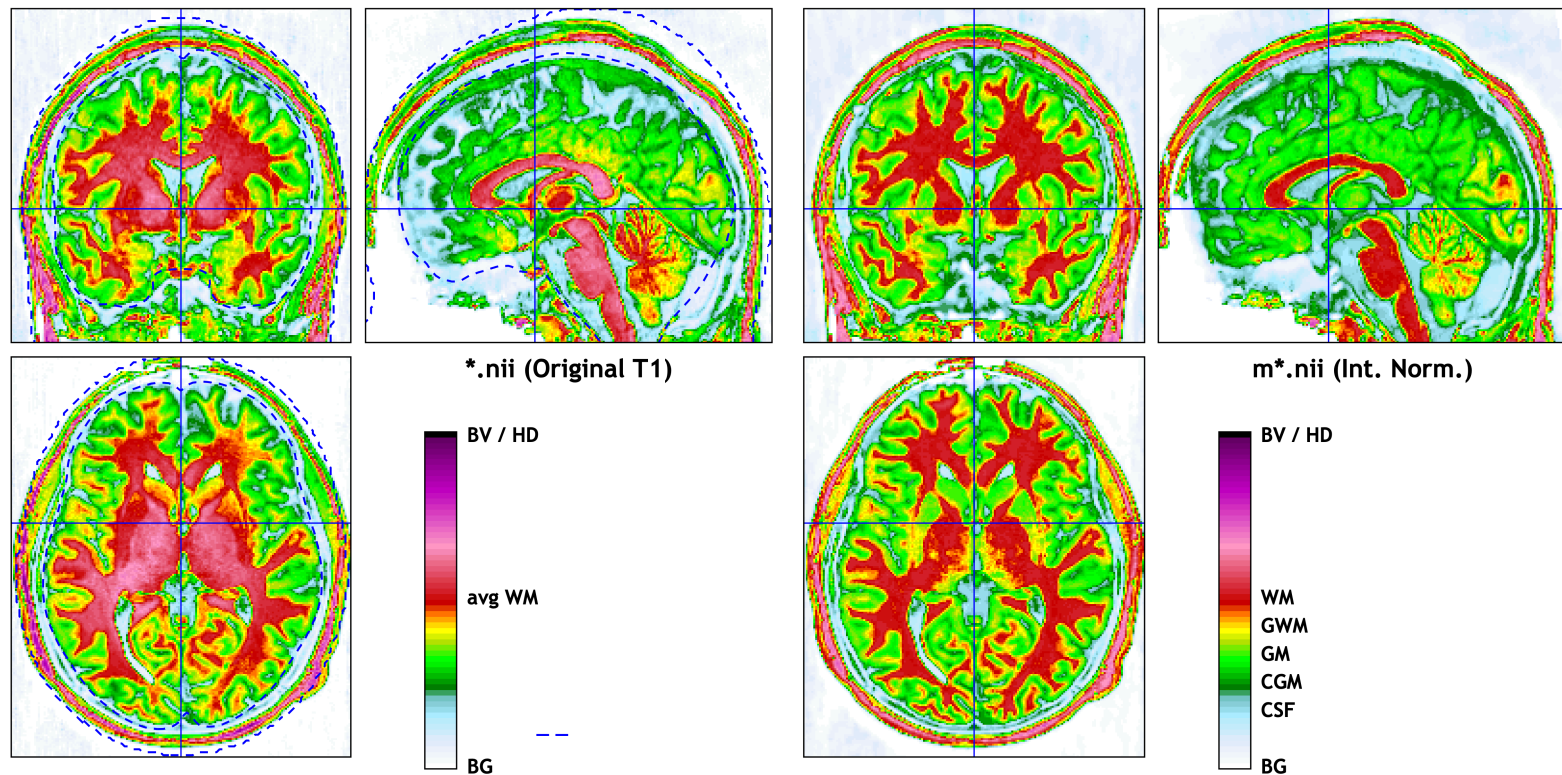 *.nii (Original T1)
BV / HD
avg WM
BG
m*.nii (Int. Norm.)
BV / HD
WM
GWM
GM
CGM
CSF
BG